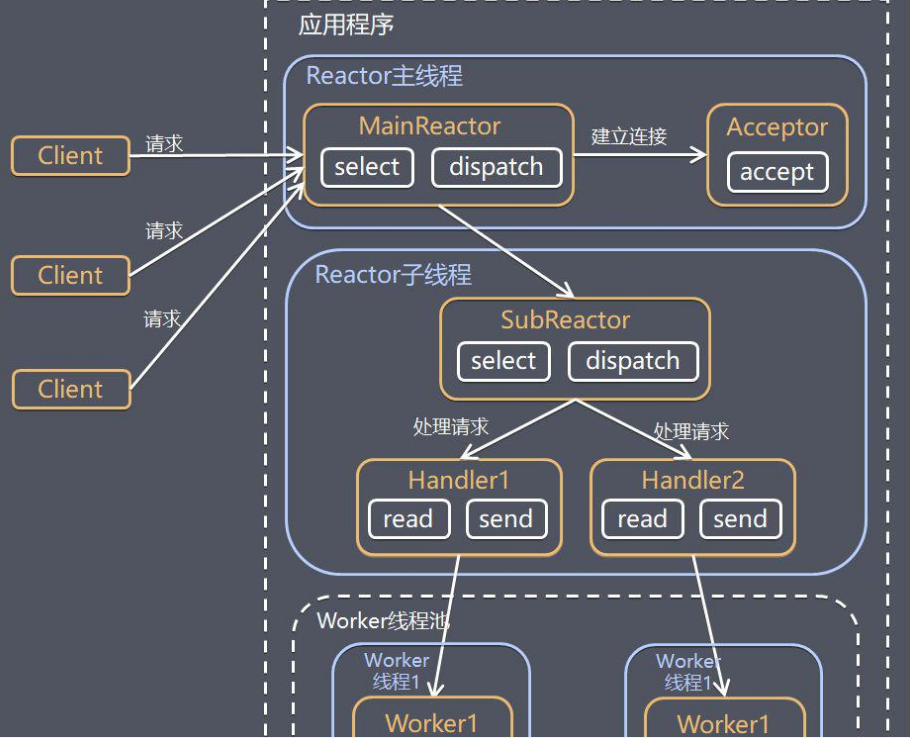 应用程序
Reactor主线程
MainReactor
select
dispatch
建立连接
Acceptor
accept
Client
请求
Client
请求
Client
请求
Reactor子线程
SubReactor
select
dispatch
处理请求
处理请求
Handler1
read
send
Handler2
read
send
Worker线程池
Worker
线程1
Worker1
Worker
线程1
Worker1